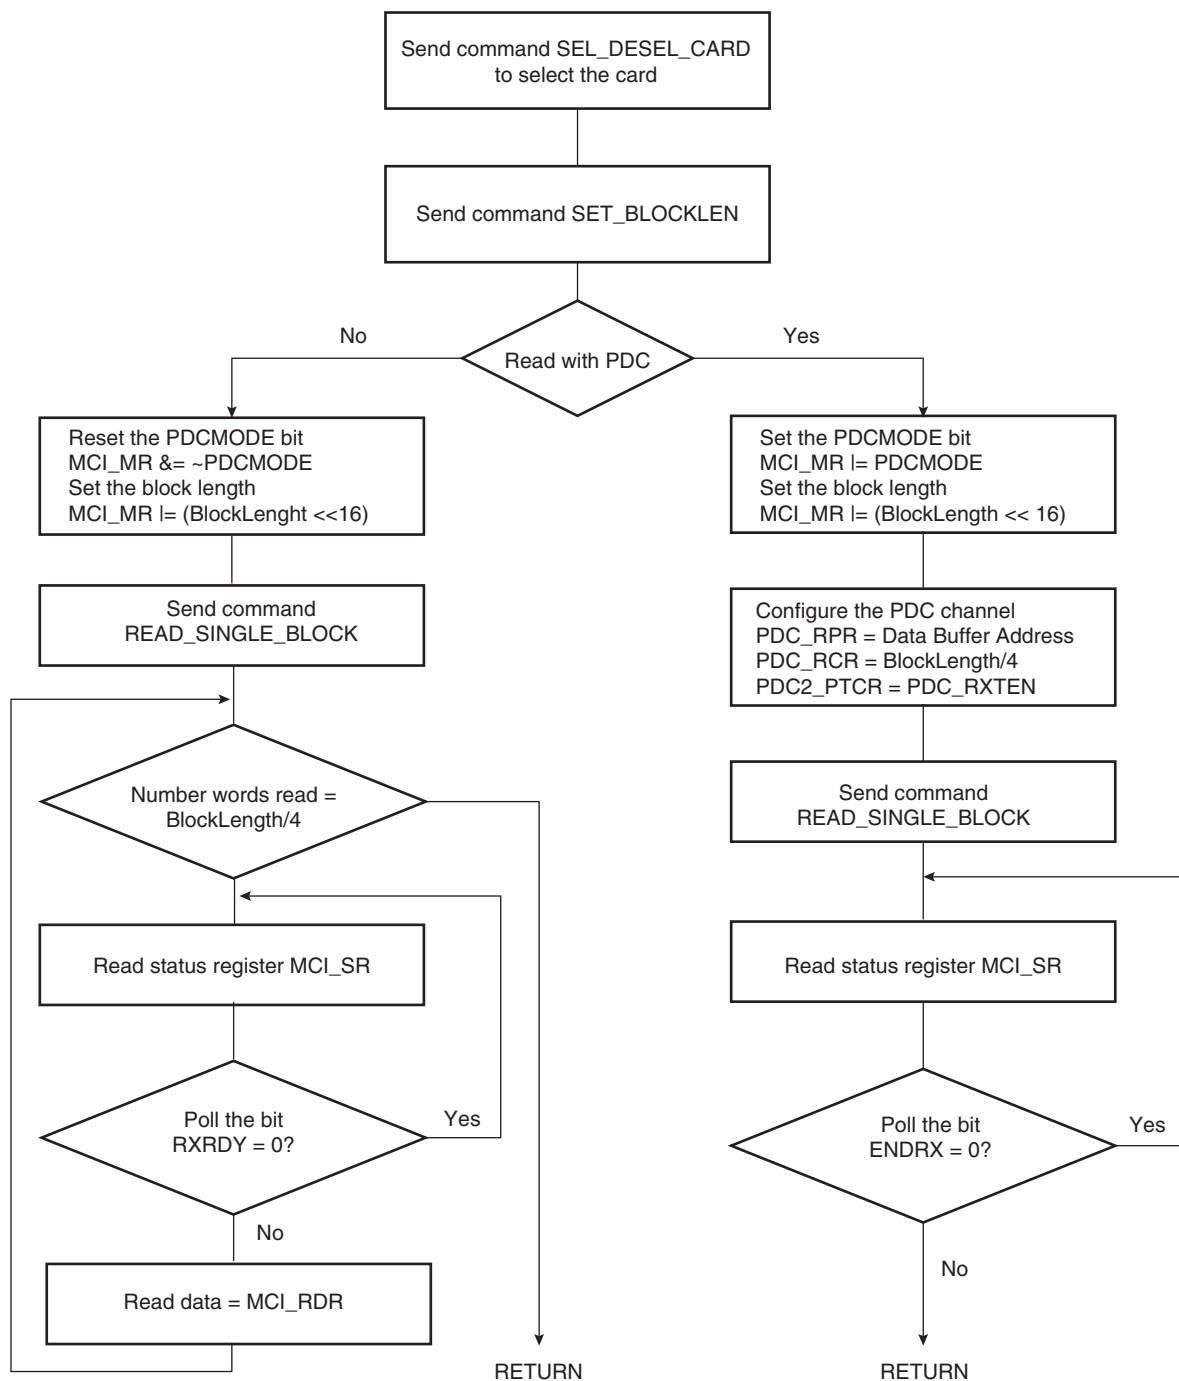 Send command SEL_DESEL_CARD
to select the card
Send command SET_BLOCKLEN
No
Yes
Read with PDC
Reset the PDCMODE bit
MCI_MR &= ~PDCMODE
Set the block length
MCI_MR |= (BlockLenght <<16)
Send command
READ_SINGLE_BLOCK
Number words read =
BlockLength/4
Read status register MCI_SR
Poll the bit
RXRDY = 0?
Yes
No
Read data = MCI_RDR
RETURN
Set the PDCMODE bit
MCI_MR |= PDCMODE
Set the block length
MCI_MR |= (BlockLength << 16)
Configure the PDC channel
PDC_RPR = Data Buffer Address
PDC_RCR = BlockLength/4
PDC2_PTCR = PDC_RXTEN
Send command
READ_SINGLE_BLOCK
Read status register MCI_SR
Poll the bit
ENDRX = 0?
Yes
No
RETURN